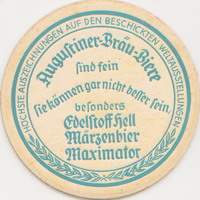 HÖCHSTE AUSZEICHNUNGEN AUF DEN BESCHICKTEN WELTAUSSTELLUNGEN
Augustiner-Bräu-Biere
sind fein
sie können gar nicht besser sein
besonders
Edelstoff Hell
Märzenbier
Maximator